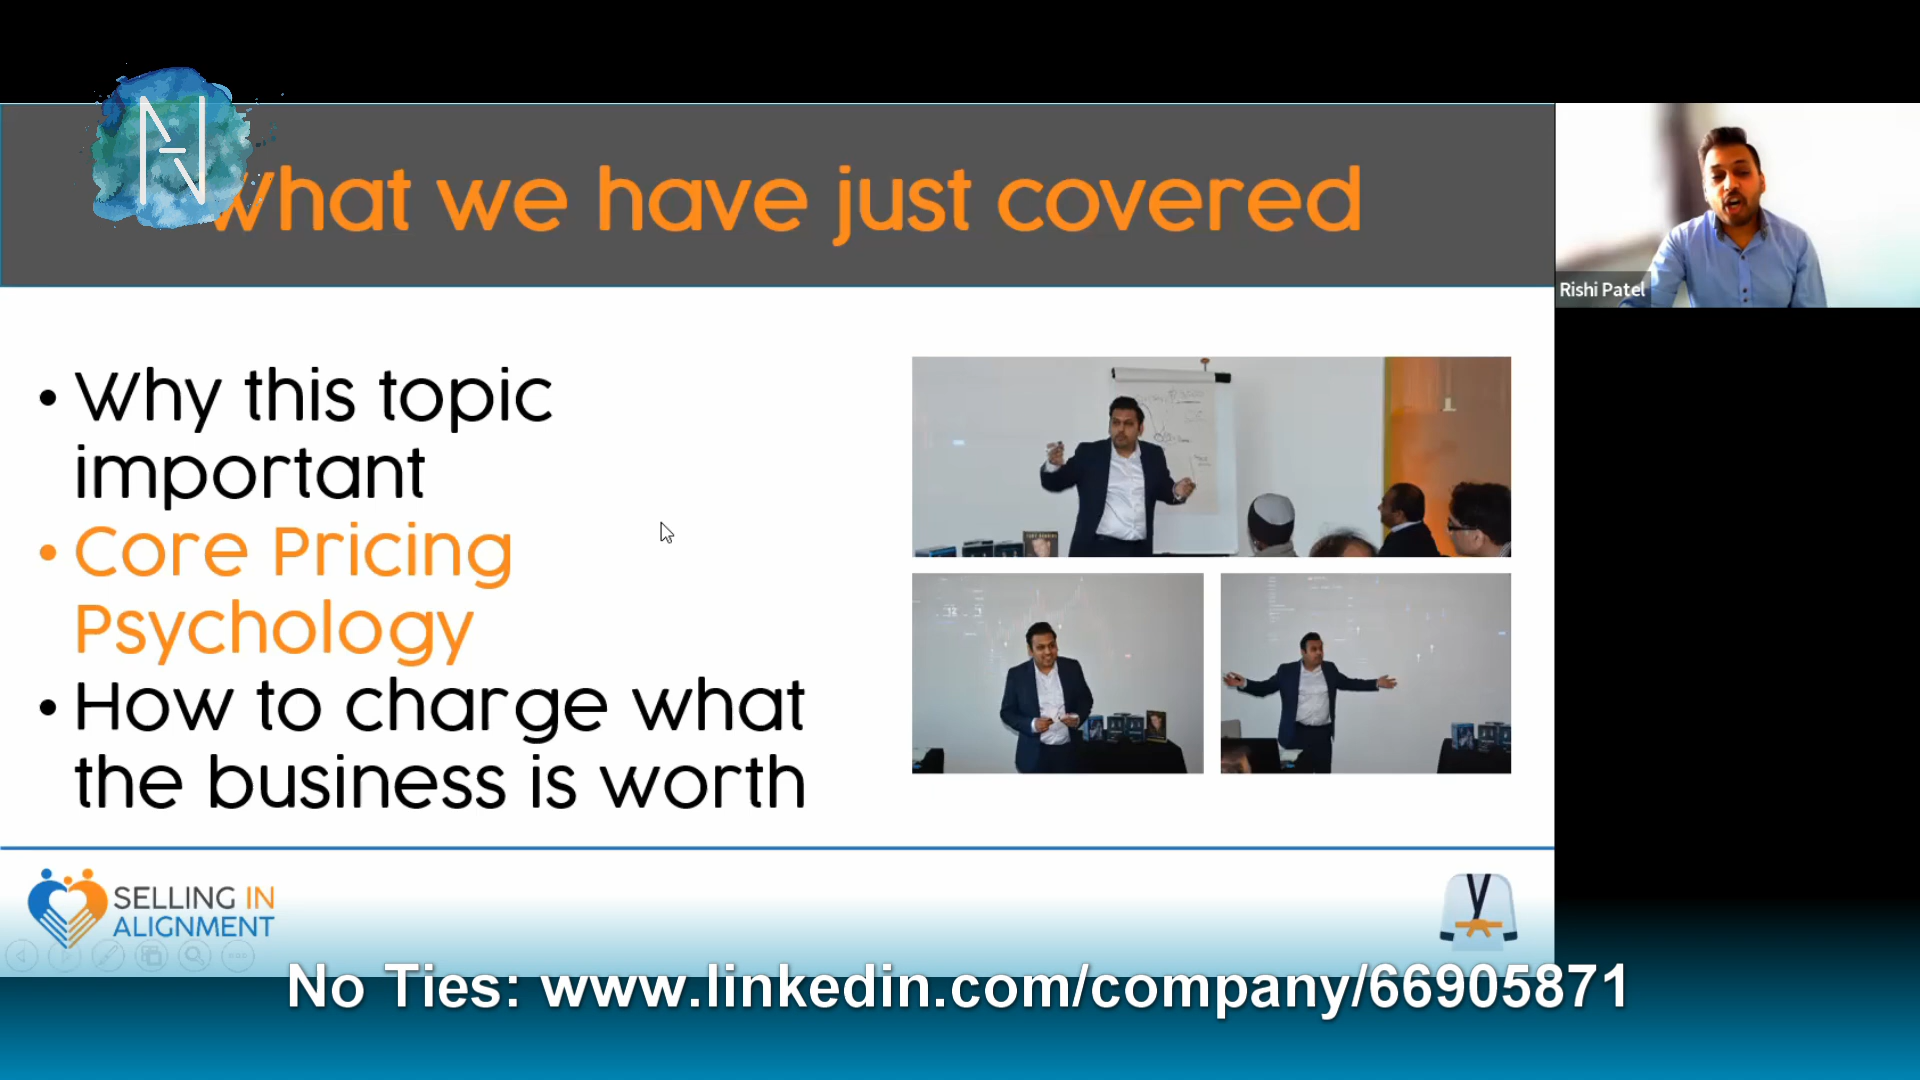 N
What we have just covered
Rishi Patel
• Why this topic
important
• Core Pricing
Psychology
• How to charge what
the business is worth
SELLING IN
ALIGNMENT
No Ties: www.linkedin.com/company/66905871